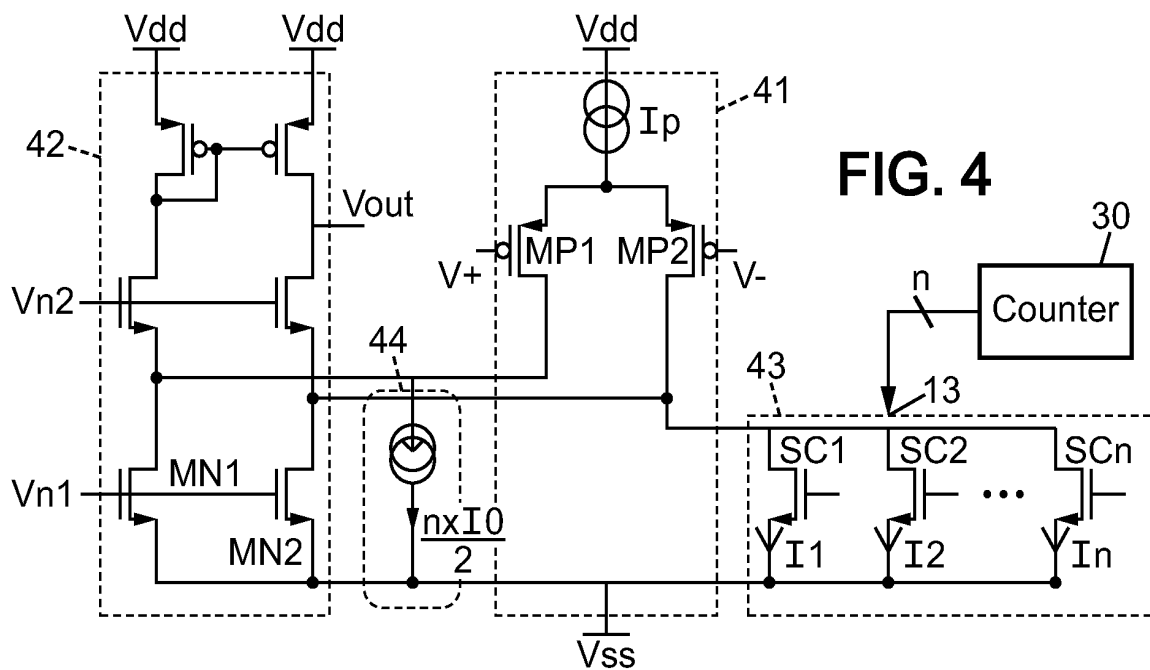 Vdd
Vdd
Vdd
42
Ip
41
FIG. 4
Vout
MP1
MP2
V+
V-
30
n
Counter
Vn2
44
43
13
SC1
SC2
SCn
Vn1
MN1
MN2
nxI0
2
I1
I2
In
Vss